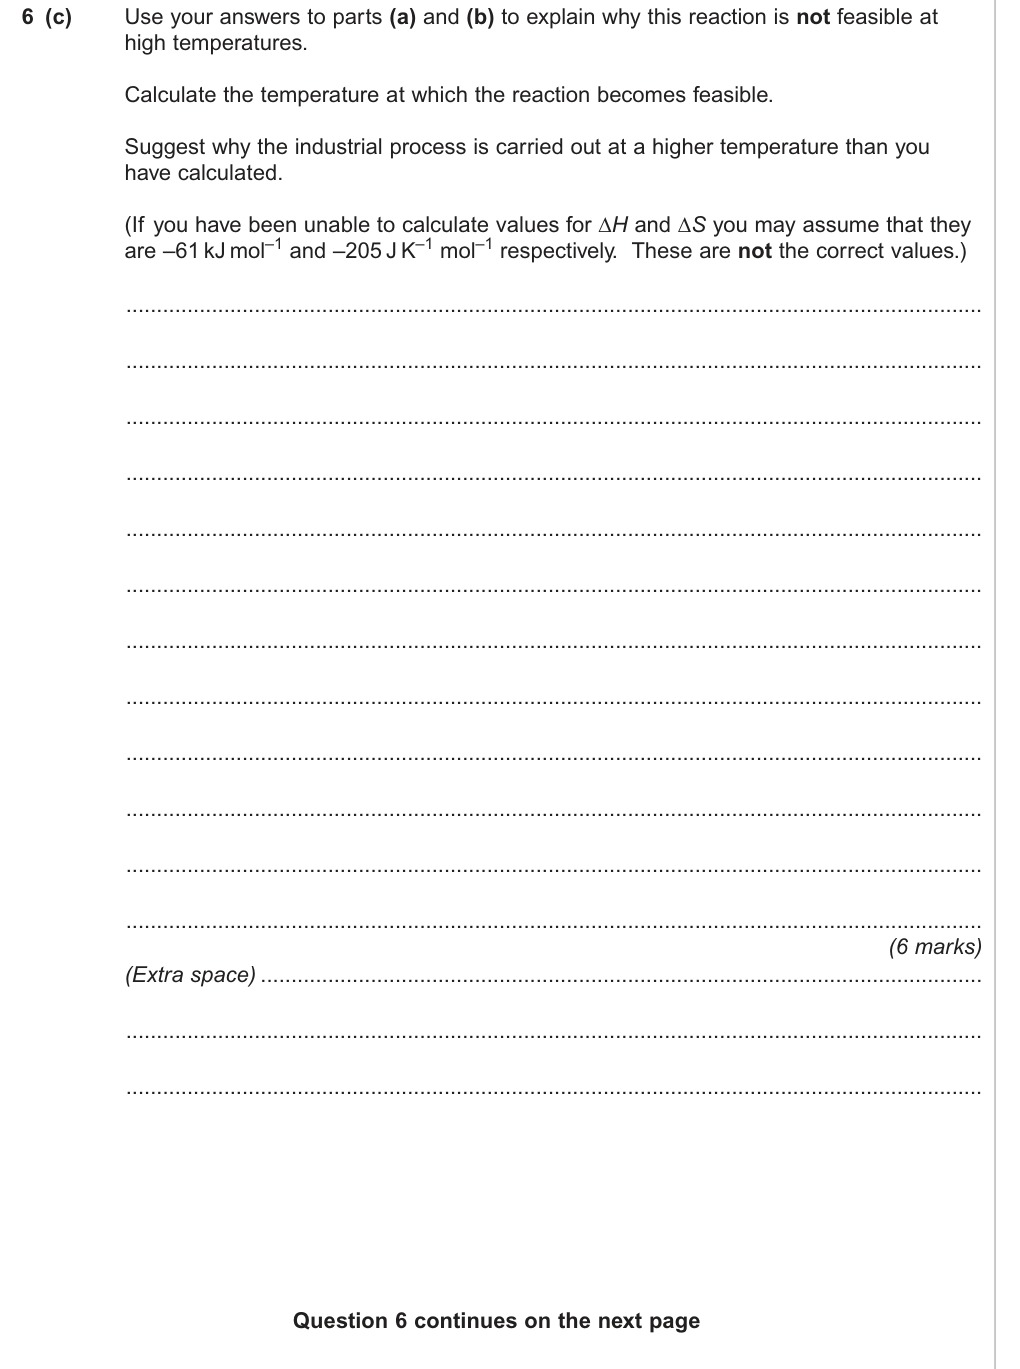 6 (c) Use your answers to parts (a) and (b) to explain why this reaction is not feasible at
high temperatures.
Calculate the temperature at which the reaction becomes feasible.
Suggest why the industrial process is carried out at a higher temperature than you
have calculated.
(If you have been unable to calculate values for ΔH and ΔS you may assume that they
are –61 kJ mol⁻¹ and –205 J K⁻¹ mol⁻¹ respectively. These are not the correct values.)
(6 marks)
(Extra space)
Question 6 continues on the next page